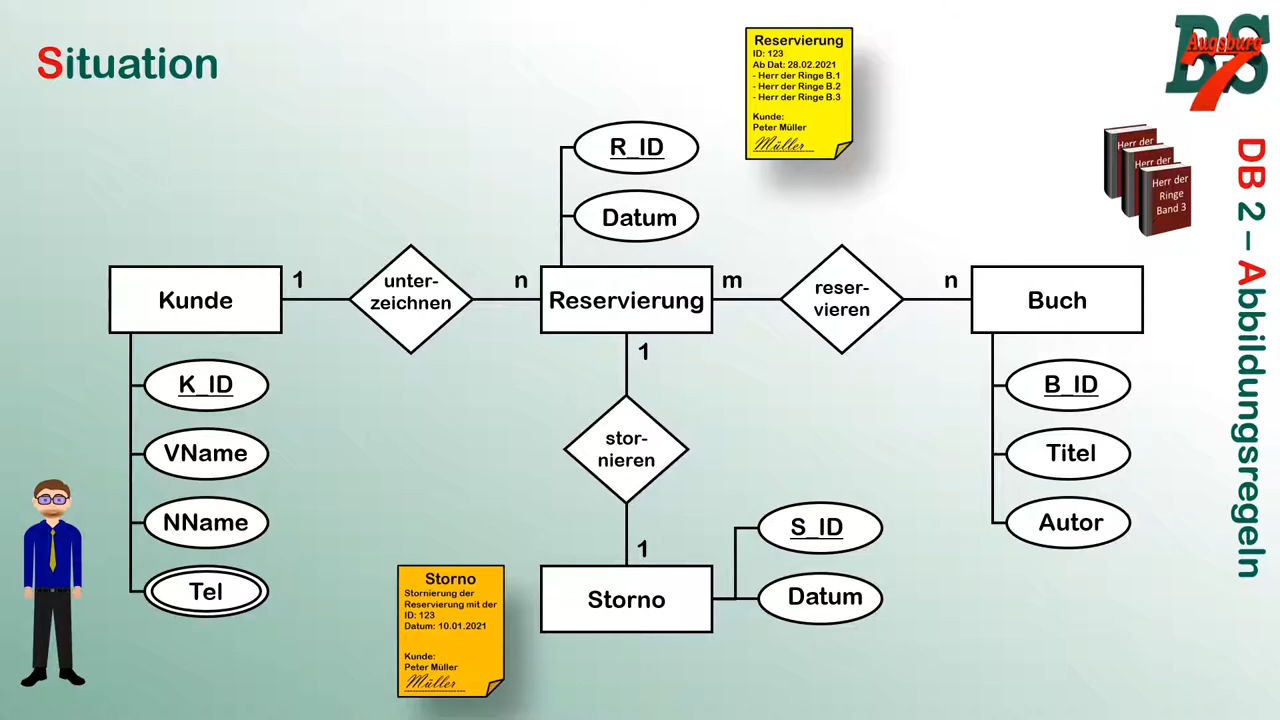 Situation
Reservierung
ID: 123
Ab Dat: 28.02.2021
- Herr der Ringe B.1
- Herr der Ringe B.2
- Herr der Ringe B.3
Kunde:
Peter Müller
Müller
BS
Augsburg
7
Herr der
Herr der
Herr der
Ringe
Band 3
DB 2 – Abbildungsregeln
R_ID
Datum
Kunde
1
unter-
zeichnen
n
Reservierung
m
reser-
vieren
n
Buch
1
K_ID
VName
NName
Tel
stor-
nieren
B_ID
Titel
Autor
1
Storno
S_ID
Datum
Storno
Stornierung der
Reservierung mit der
ID: 123
Datum: 10.01.2021
Kunde:
Peter Müller
Müller